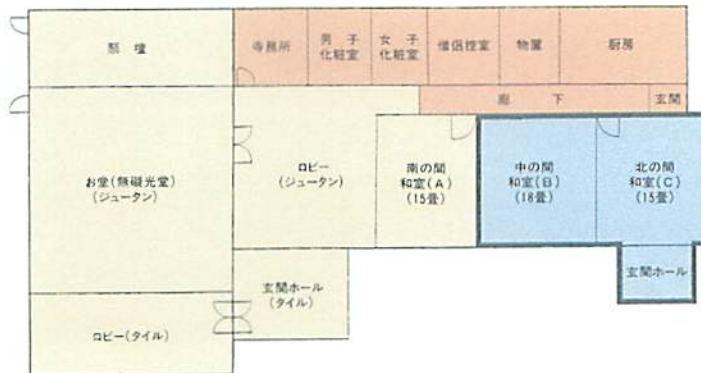 祭壇
寺務所
男子
化粧室
女子
化粧室
僧侶控室
物置
厨房
廊下
玄関
お堂(無礙光堂)
(ジュータン)
ロビー
(ジュータン)
南の間
和室(A)
(15畳)
中の間
和室(B)
(18畳)
北の間
和室(C)
(15畳)
玄関ホール
(タイル)
玄関ホール
ロビー(タイル)